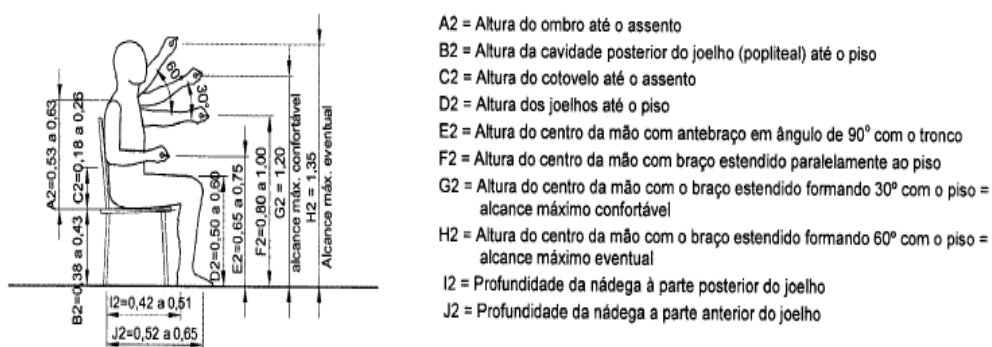 A2=0,53 a 0,63
C2=0,18 a 0,26
B2=0,38 a 0,43
60°
30°
D2=0,50 a 0,60
E2=0,65 a 0,75
F2=0,80 a 1,00
G2 = 1,20
alcance máx. confortável
H2 = 1,35
Alcance máx. eventual
I2=0,42 a 0,51
J2=0,52 a 0,65
A2 = Altura do ombro até o assento
B2 = Altura da cavidade posterior do joelho (popliteal) até o piso
C2 = Altura do cotovelo até o assento
D2 = Altura dos joelhos até o piso
E2 = Altura do centro da mão com antebraço em ângulo de 90° com o tronco
F2 = Altura do centro da mão com braço estendido paralelamente ao piso
G2 = Altura do centro da mão com o braço estendido formando 30º com o piso =
alcance máximo confortável
H2 = Altura do centro da mão com o braço estendido formando 60º com o piso =
alcance máximo eventual
I2 = Profundidade da nádega à parte posterior do joelho
J2 = Profundidade da nádega a parte anterior do joelho